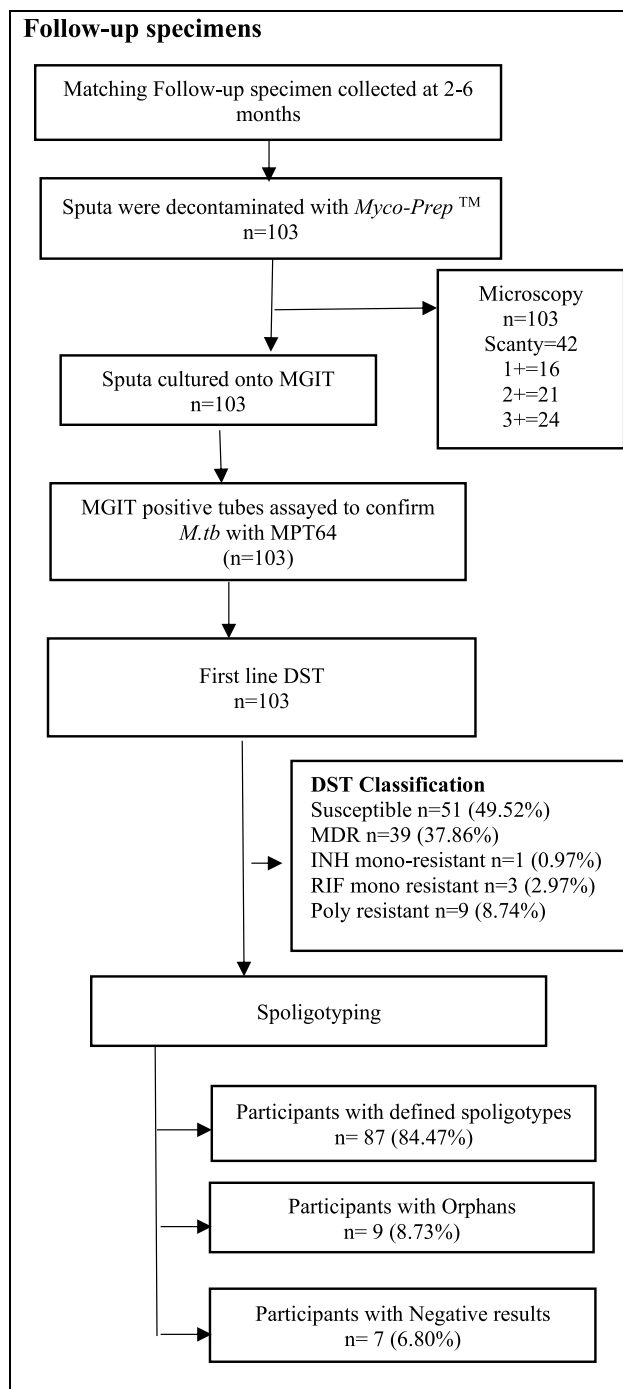 Follow-up specimens
Matching Follow-up specimen collected at 2-6
months
Sputa were decontaminated with Myco-Prep ™
n=103
Microscopy
n=103
Scanty=42
1+=16
2+=21
3+=24
Sputa cultured onto MGIT
n=103
MGIT positive tubes assayed to confirm
M.tb with MPT64
(n=103)
First line DST
n=103
DST Classification
Susceptible n=51 (49.52%)
MDR n=39 (37.86%)
INH mono-resistant n=1 (0.97%)
RIF mono resistant n=3 (2.97%)
Poly resistant n=9 (8.74%)
Spoligotyping
Participants with defined spoligotypes
n= 87 (84.47%)
Participants with Orphans
n= 9 (8.73%)
Participants with Negative results
n= 7 (6.80%)